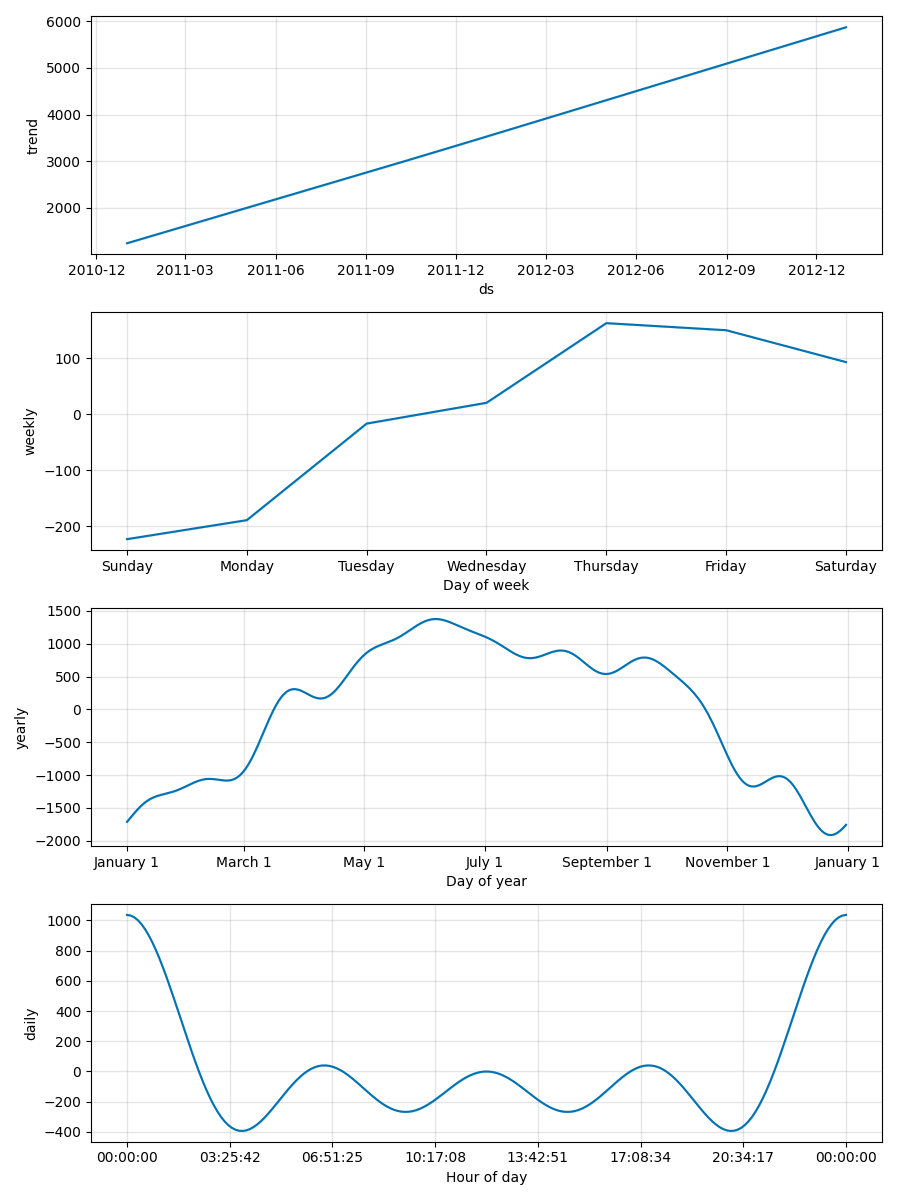 6000
5000
4000
3000
2000
trend
2010-12 2011-03 2011-06 2011-09 2011-12 2012-03 2012-06 2012-09 2012-12
ds
100
0
−100
−200
weekly
Sunday Monday Tuesday Wednesday Thursday Friday Saturday
Day of week
1500
1000
500
0
−500
−1000
−1500
−2000
yearly
January 1 March 1 May 1 July 1 September 1 November 1 January 1
Day of year
1000
800
600
400
200
0
−200
−400
daily
00:00:00 03:25:42 06:51:25 10:17:08 13:42:51 17:08:34 20:34:17 00:00:00
Hour of day